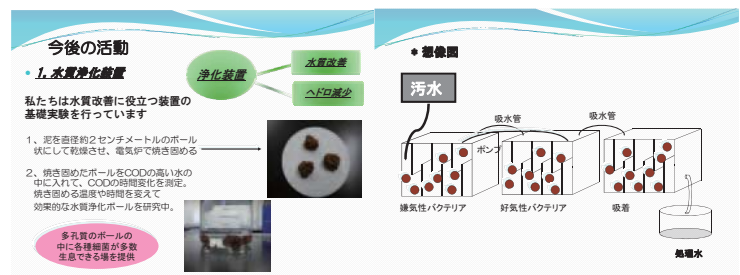 今後の活動
• 1. 水質浄化装置
浄化装置
水質改善
ヘドロ減少
私たちは水質改善に役立つ装置の
基礎実験を行っています
1、泥を直径約2センチメートルのボール
状にして乾燥させ、電気炉で焼き固める
2、焼き固めたボールをCODの高い水の
中に入れて、CODの時間変化を測定。
焼き固める温度や時間を変えて
効果的な水質浄化ボールを研究中。
多孔質のボールの
中に各種細菌が多数
生息できる場を提供
* 想像図
汚水
吸水管
吸水管
ポンプ
嫌気性バクテリア
好気性バクテリア
吸着
処理水